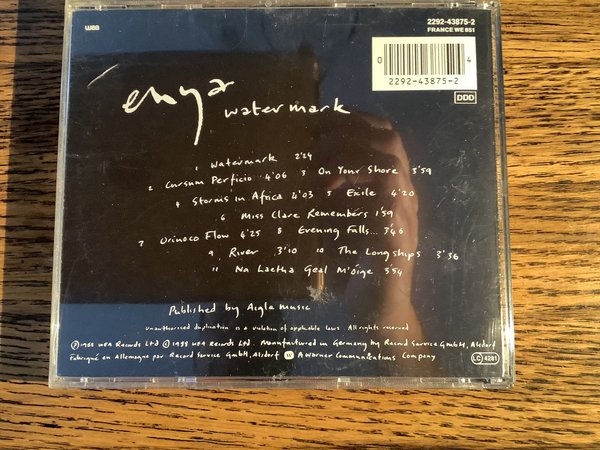 wea
2292-43875-2
FRANCE WE 851
0 4
2292-43875-2
DDD
enya
watermark
1 Watermark 2'24
2 Cursum Perficio 4'06 3 On Your Shore 3'59
4 Storms in Africa 4'03 5 Exile 4'20
6 Miss Clare Remembers 1'59
7 Orinoco Flow 4'25 8 Evening Falls... 3'46
9 River 3'10 10 The Longships 3'36
11 Na Laetha Geal M'óige 3'54
Published by Aigle Music
Unauthorised duplication is a violation of applicable laws. All rights reserved
℗ 1988 WEA Records Ltd © 1988 WEA Records Ltd. Manufactured in Germany by Record Service GmbH, Alsdorf
Fabriqué en Allemagne par Record Service GmbH, Alsdorf W A Warner Communications Company
LC 4281